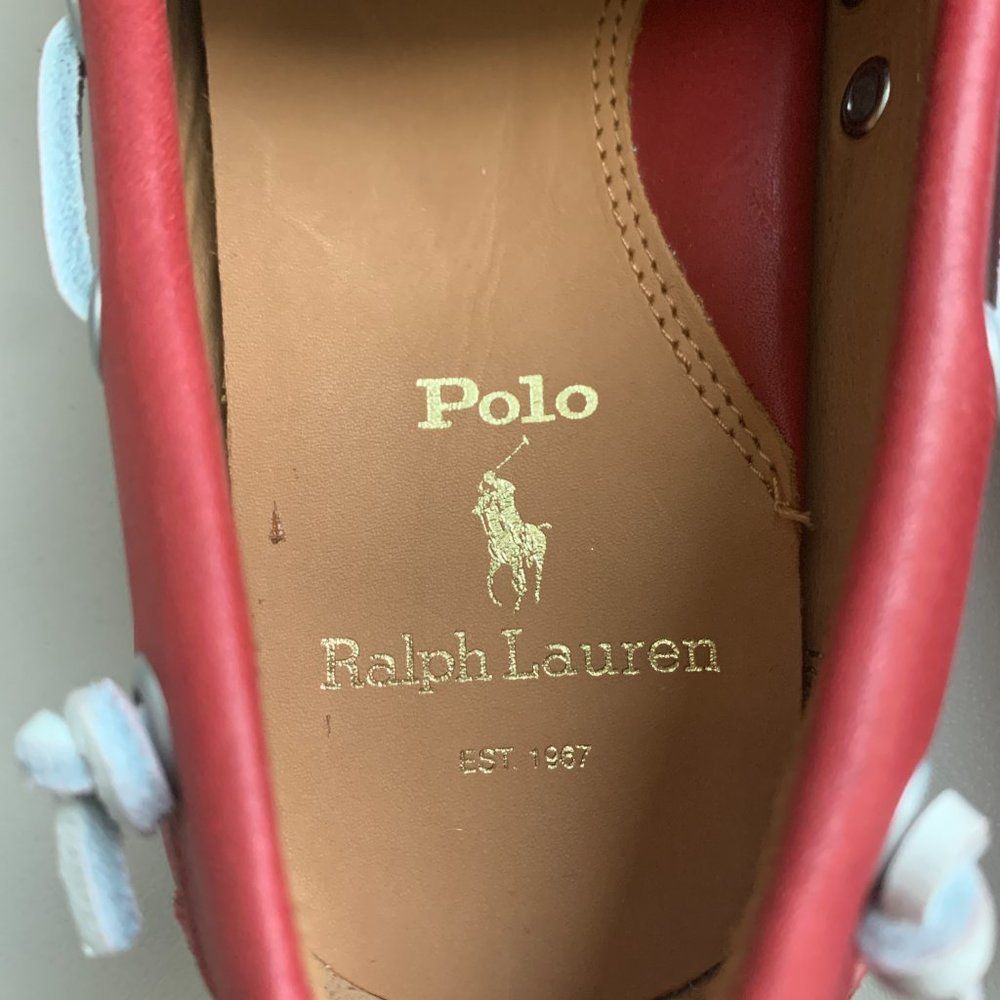 Polo
Ralph Lauren
EST. 1967